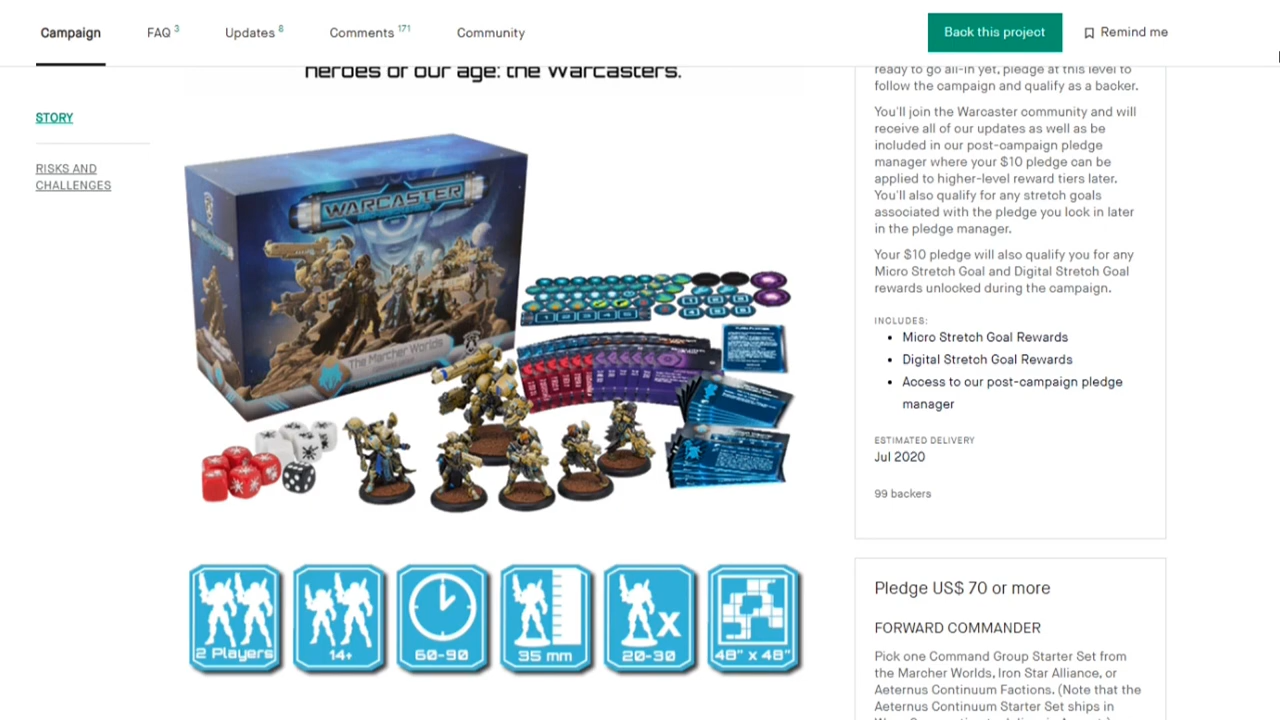 Campaign
FAQ 3
Updates 8
Comments 171
Community
Back this project
Remind me
heroes of our age: the Warcasters.
STORY
RISKS AND
CHALLENGES
WARCASTER
The Marcher Worlds
2 Players
14+
60-90
35 mm
20-30
X
48" x 48"
ready to go all-in yet, pledge at this level to
follow the campaign and qualify as a backer.
You'll join the Warcaster community and will
receive all of our updates as well as be
included in our post-campaign pledge
manager where your $10 pledge can be
applied to higher-level reward tiers later.
You'll also qualify for any stretch goals
associated with the pledge you lock in later
in the pledge manager.
Your $10 pledge will also qualify you for any
Micro Stretch Goal and Digital Stretch Goal
rewards unlocked during the campaign.
INCLUDES:
Micro Stretch Goal Rewards
Digital Stretch Goal Rewards
Access to our post-campaign pledge
manager
ESTIMATED DELIVERY
Jul 2020
99 backers
Pledge US$ 70 or more
FORWARD COMMANDER
Pick one Command Group Starter Set from
the Marcher Worlds, Iron Star Alliance, or
Aeternus Continuum Factions. (Note that the
Aeternus Continuum Starter Set ships in